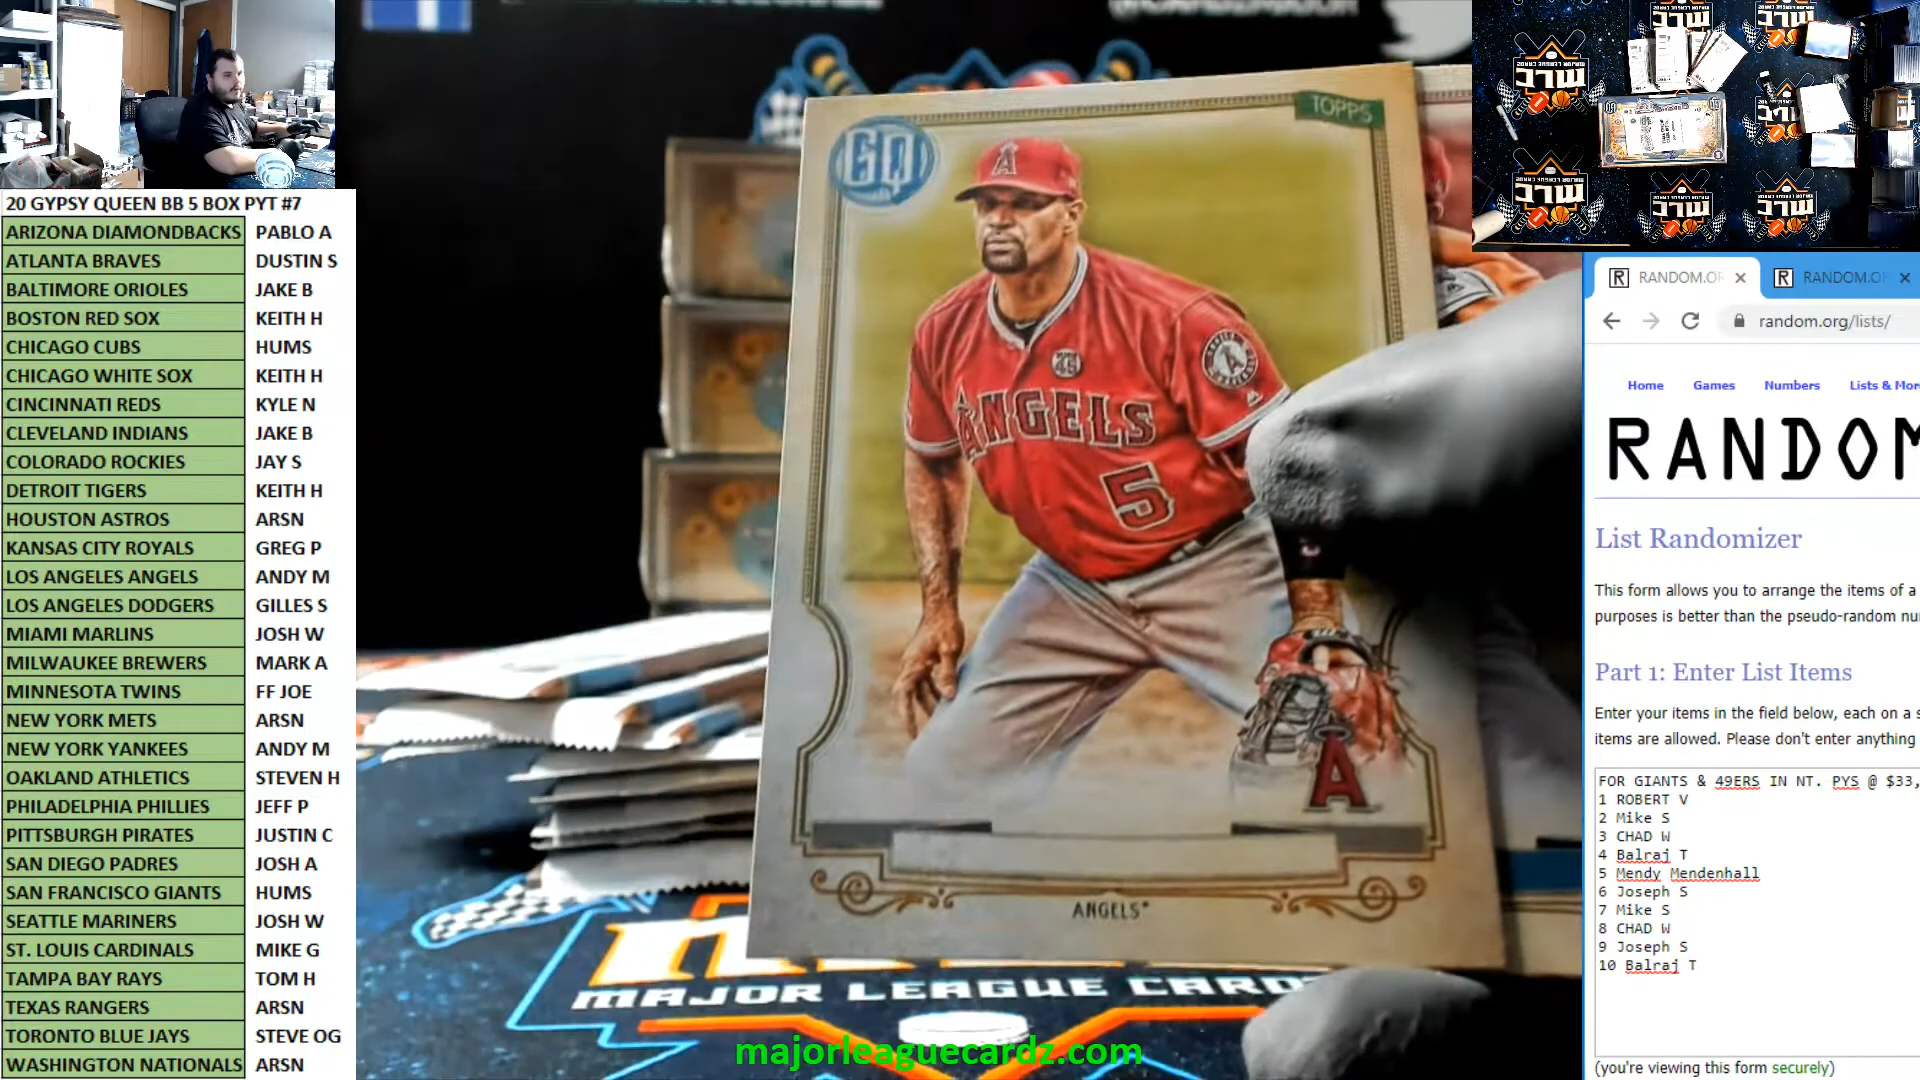 20 GYPSY QUEEN BB 5 BOX PYT #7
ARIZONA DIAMONDBACKS PABLO A
ATLANTA BRAVES DUSTIN S
BALTIMORE ORIOLES JAKE B
BOSTON RED SOX KEITH H
CHICAGO CUBS HUMS
CHICAGO WHITE SOX KEITH H
CINCINNATI REDS KYLE N
CLEVELAND INDIANS JAKE B
COLORADO ROCKIES JAY S
DETROIT TIGERS KEITH H
HOUSTON ASTROS ARSN
KANSAS CITY ROYALS GREG P
LOS ANGELES ANGELS ANDY M
LOS ANGELES DODGERS GILLES S
MIAMI MARLINS JOSH W
MILWAUKEE BREWERS MARK A
MINNESOTA TWINS FF JOE
NEW YORK METS ARSN
NEW YORK YANKEES ANDY M
OAKLAND ATHLETICS STEVEN H
PHILADELPHIA PHILLIES JEFF P
PITTSBURGH PIRATES JUSTIN C
SAN DIEGO PADRES JOSH A
SAN FRANCISCO GIANTS HUMS
SEATTLE MARINERS JOSH W
ST. LOUIS CARDINALS MIKE G
TAMPA BAY RAYS TOM H
TEXAS RANGERS ARSN
TORONTO BLUE JAYS STEVE OG
WASHINGTON NATIONALS ARSN
TOPPS
GQ
A
45
ANGELS
5
A
ANGELS
MAJOR LEAGUE CARDZ
majorleaguecardz.com
RANDOM.OR
RANDOM.O
random.org/lists/
Home Games Numbers Lists & Mor
RANDOM
List Randomizer
This form allows you to arrange the items of a
purposes is better than the pseudo-random nu
Part 1: Enter List Items
Enter your items in the field below, each on a s
items are allowed. Please don't enter anything
FOR GIANTS & 49ERS IN NT. PYS @ $33,
1 ROBERT V
2 Mike S
3 CHAD W
4 Balraj T
5 Mendy Mendenhall
6 Joseph S
7 Mike S
8 CHAD W
9 Joseph S
10 Balraj T
(you're viewing this form securely)